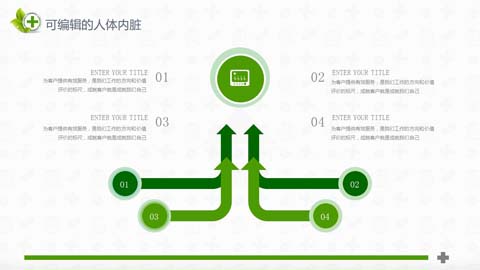 可编辑的人体内脏
ENTER YOUR TITLE
01
为客户提供有效服务，是我们工作的方向和价值
评价的标尺，成就客户就是成就我们自己
02
ENTER YOUR TITLE
为客户提供有效服务，是我们工作的方向和价值
评价的标尺，成就客户就是成就我们自己
ENTER YOUR TITLE
03
为客户提供有效服务，是我们工作的方向和价值
评价的标尺，成就客户就是成就我们自己
04
ENTER YOUR TITLE
为客户提供有效服务，是我们工作的方向和价值
评价的标尺，成就客户就是成就我们自己
01
02
03
04